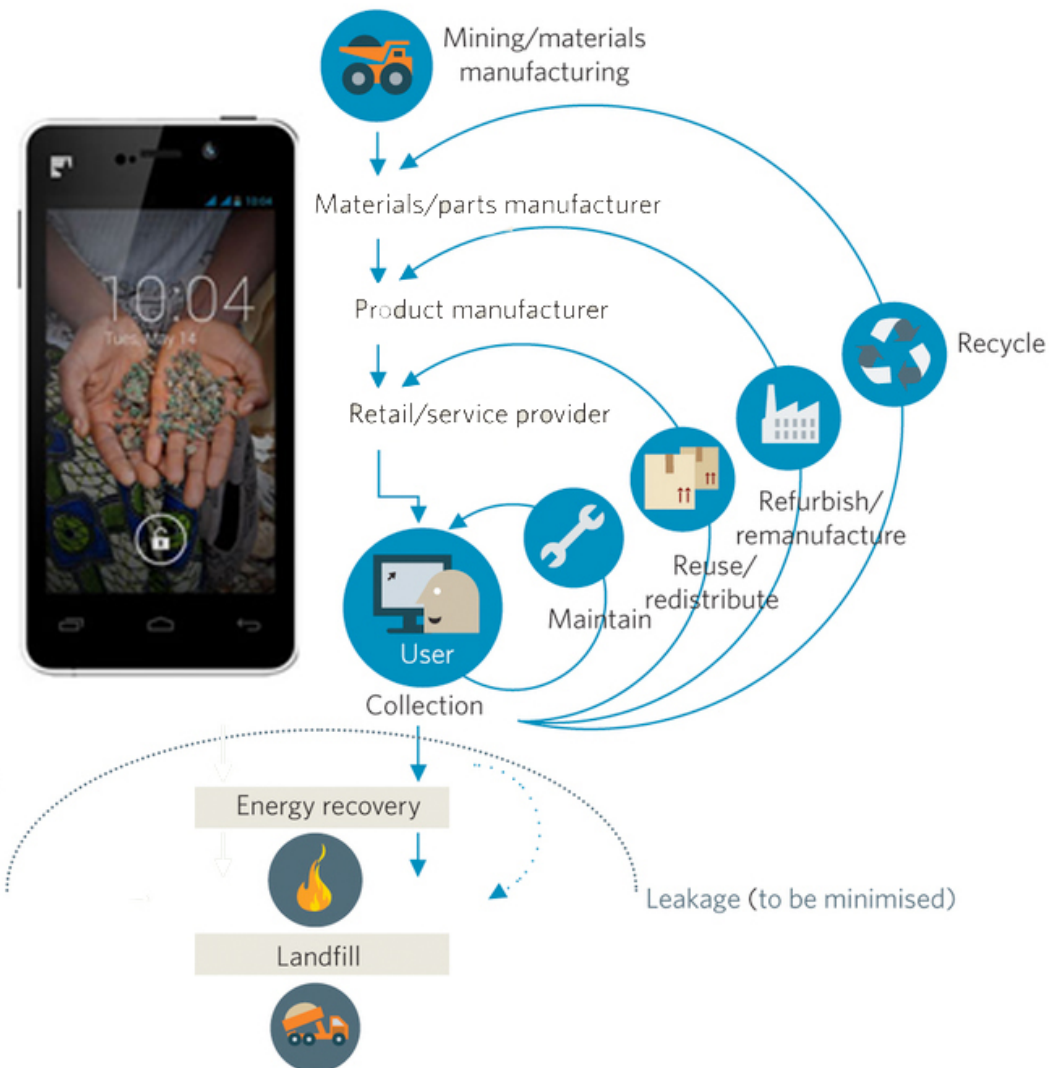 Mining/materials
manufacturing
10:04
Materials/parts manufacturer
10:04
Tues, May 14
Product manufacturer
Recycle
Retail/service provider
Refurbish/
remanufacture
Reuse/
redistribute
Maintain
User
Collection
Energy recovery
Leakage (to be minimised)
Landfill